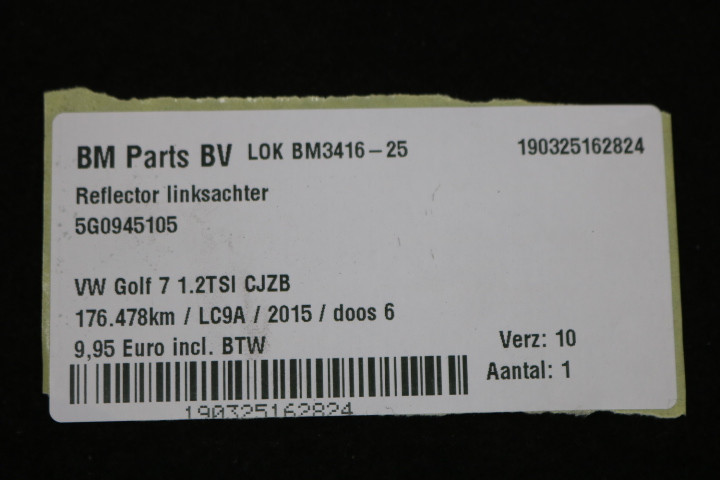 BM Parts BV LOK BM3416-25 190325162824
Reflector linksachter
5G0945105
VW Golf 7 1.2TSI CJZB
176.478km / LC9A / 2015 / doos 6
9,95 Euro incl. BTW
Verz: 10
Aantal: 1
190325162824